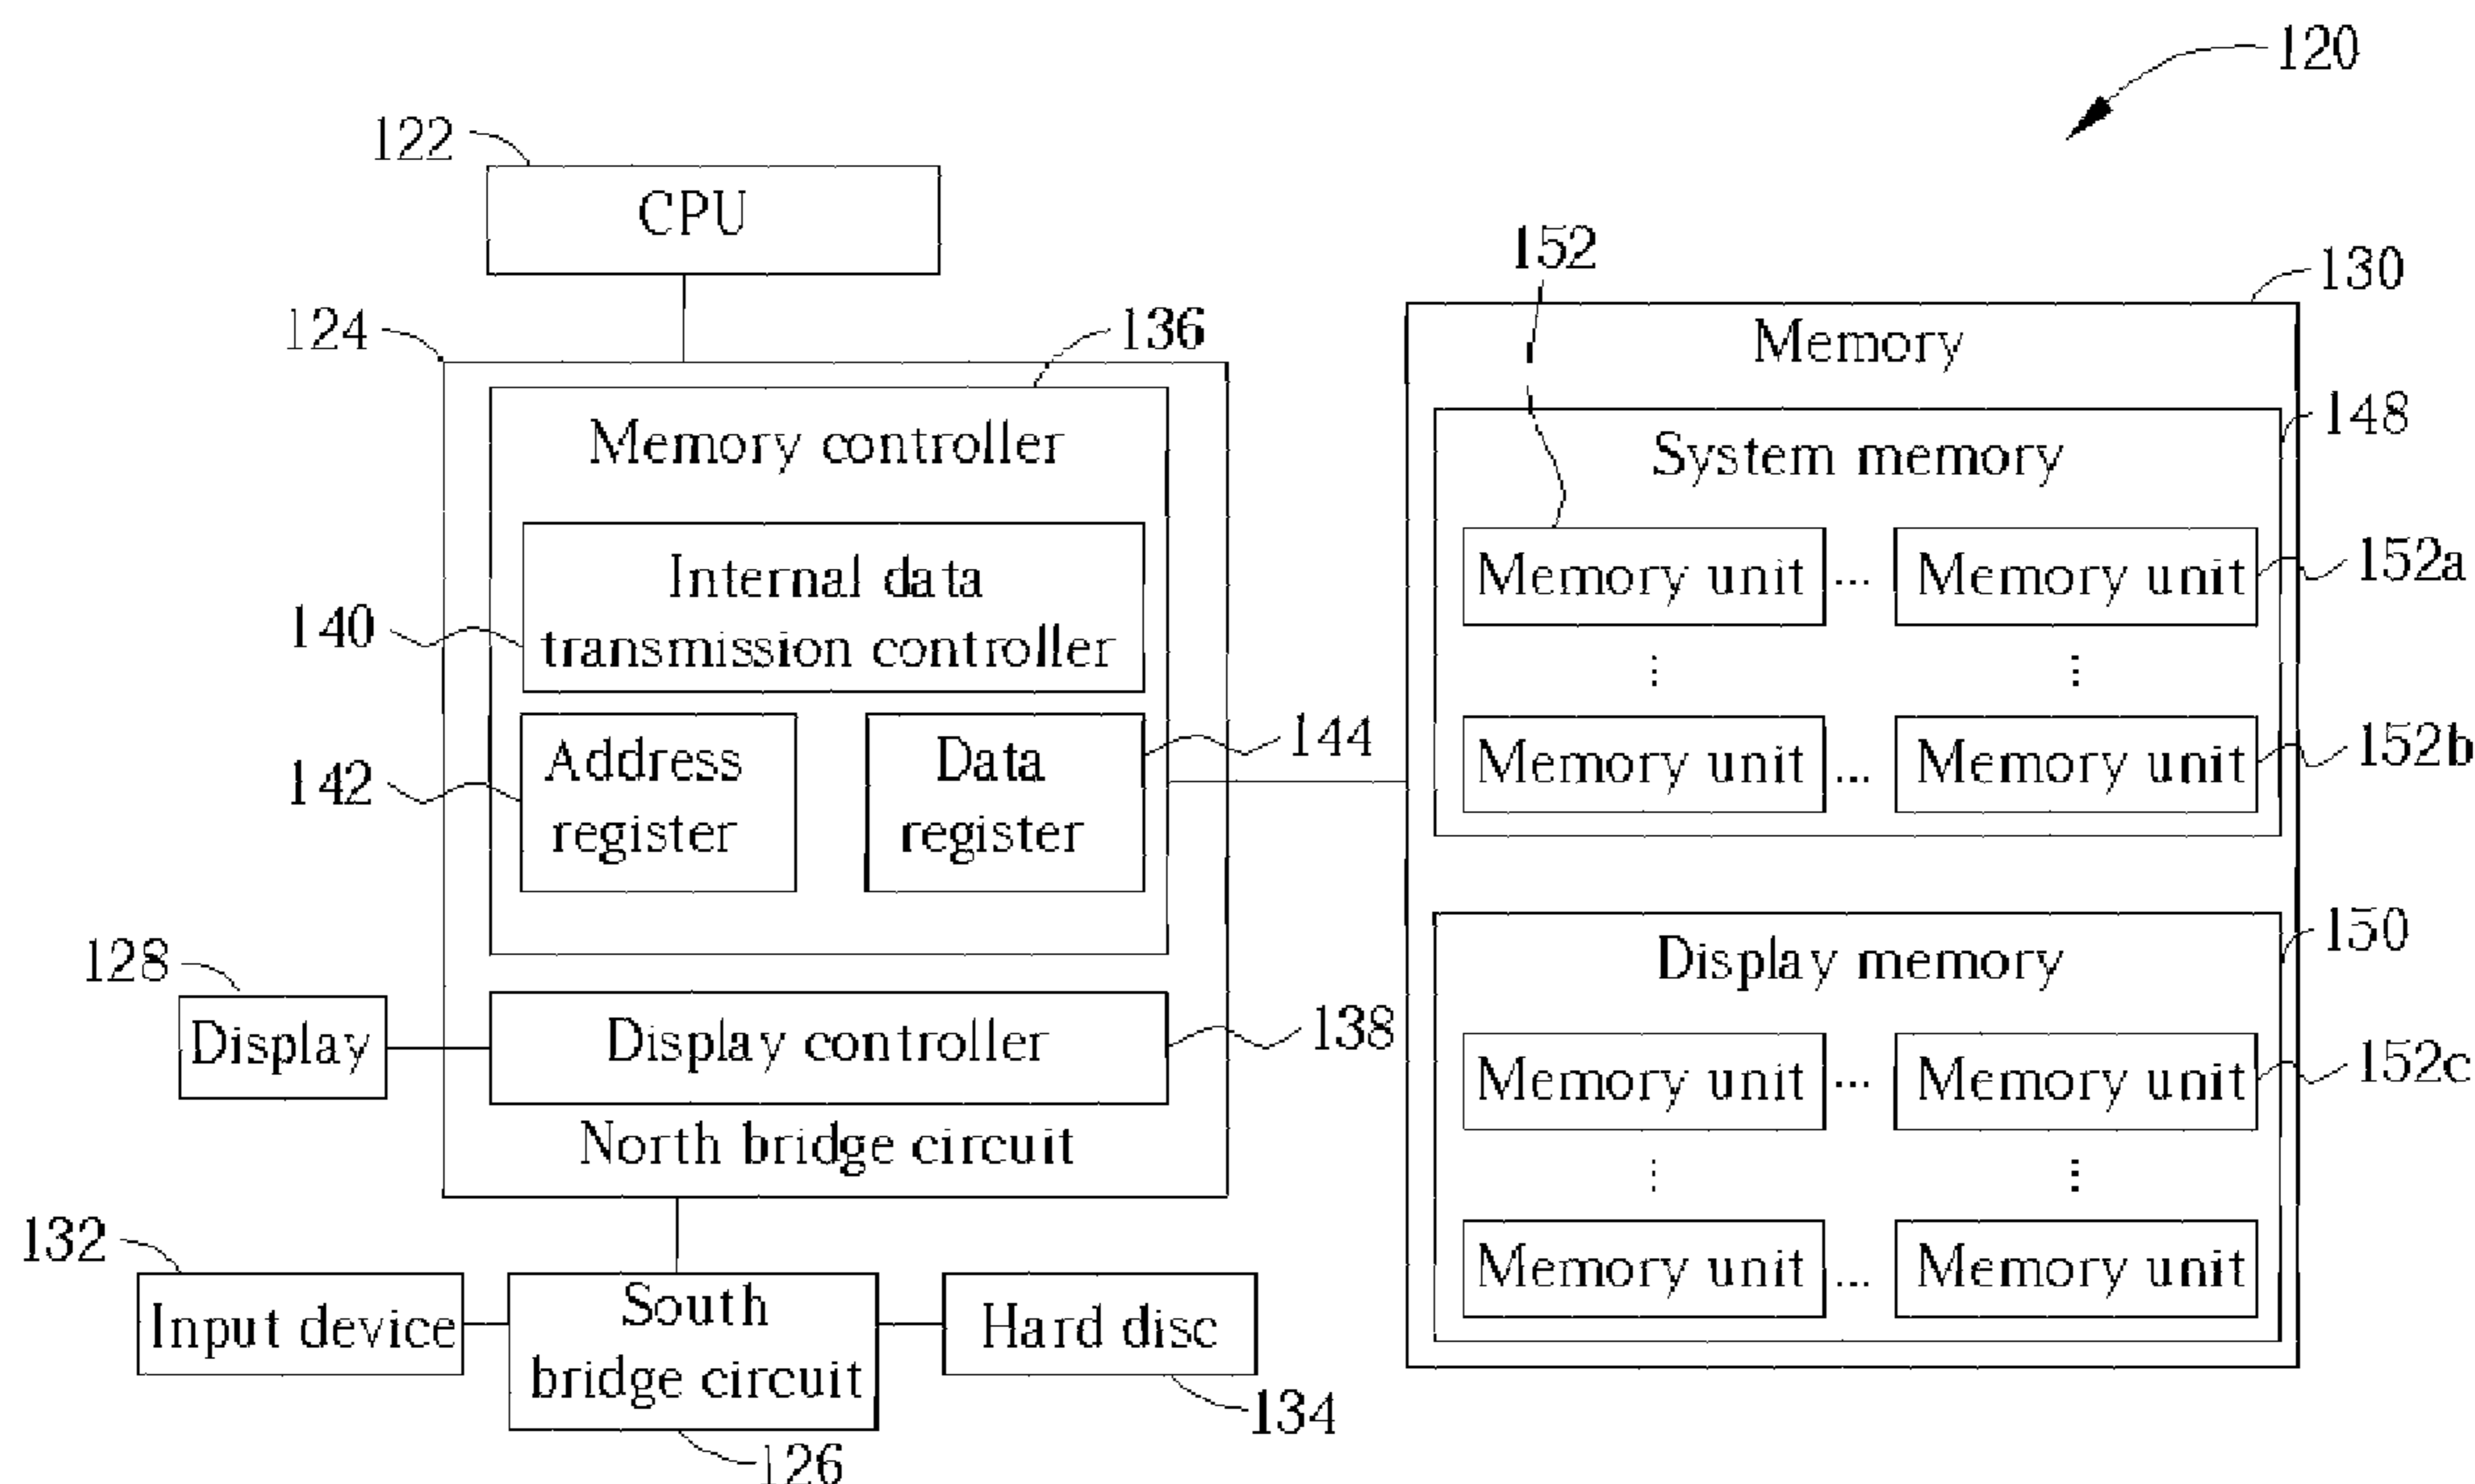 120
122
CPU
152
130
124
136
Memory
Memory controller
148
System memory
Internal data
transmission controller
140
Memory unit ... Memory unit
152a
⋮ ⋮
Address
register
142
Data
register
144
Memory unit ... Memory unit
152b
128
Display
Display controller
138
North bridge circuit
150
Display memory
Memory unit ... Memory unit
152c
⋮ ⋮
Memory unit ... Memory unit
132
Input device
South
bridge circuit
Hard disc
134
126